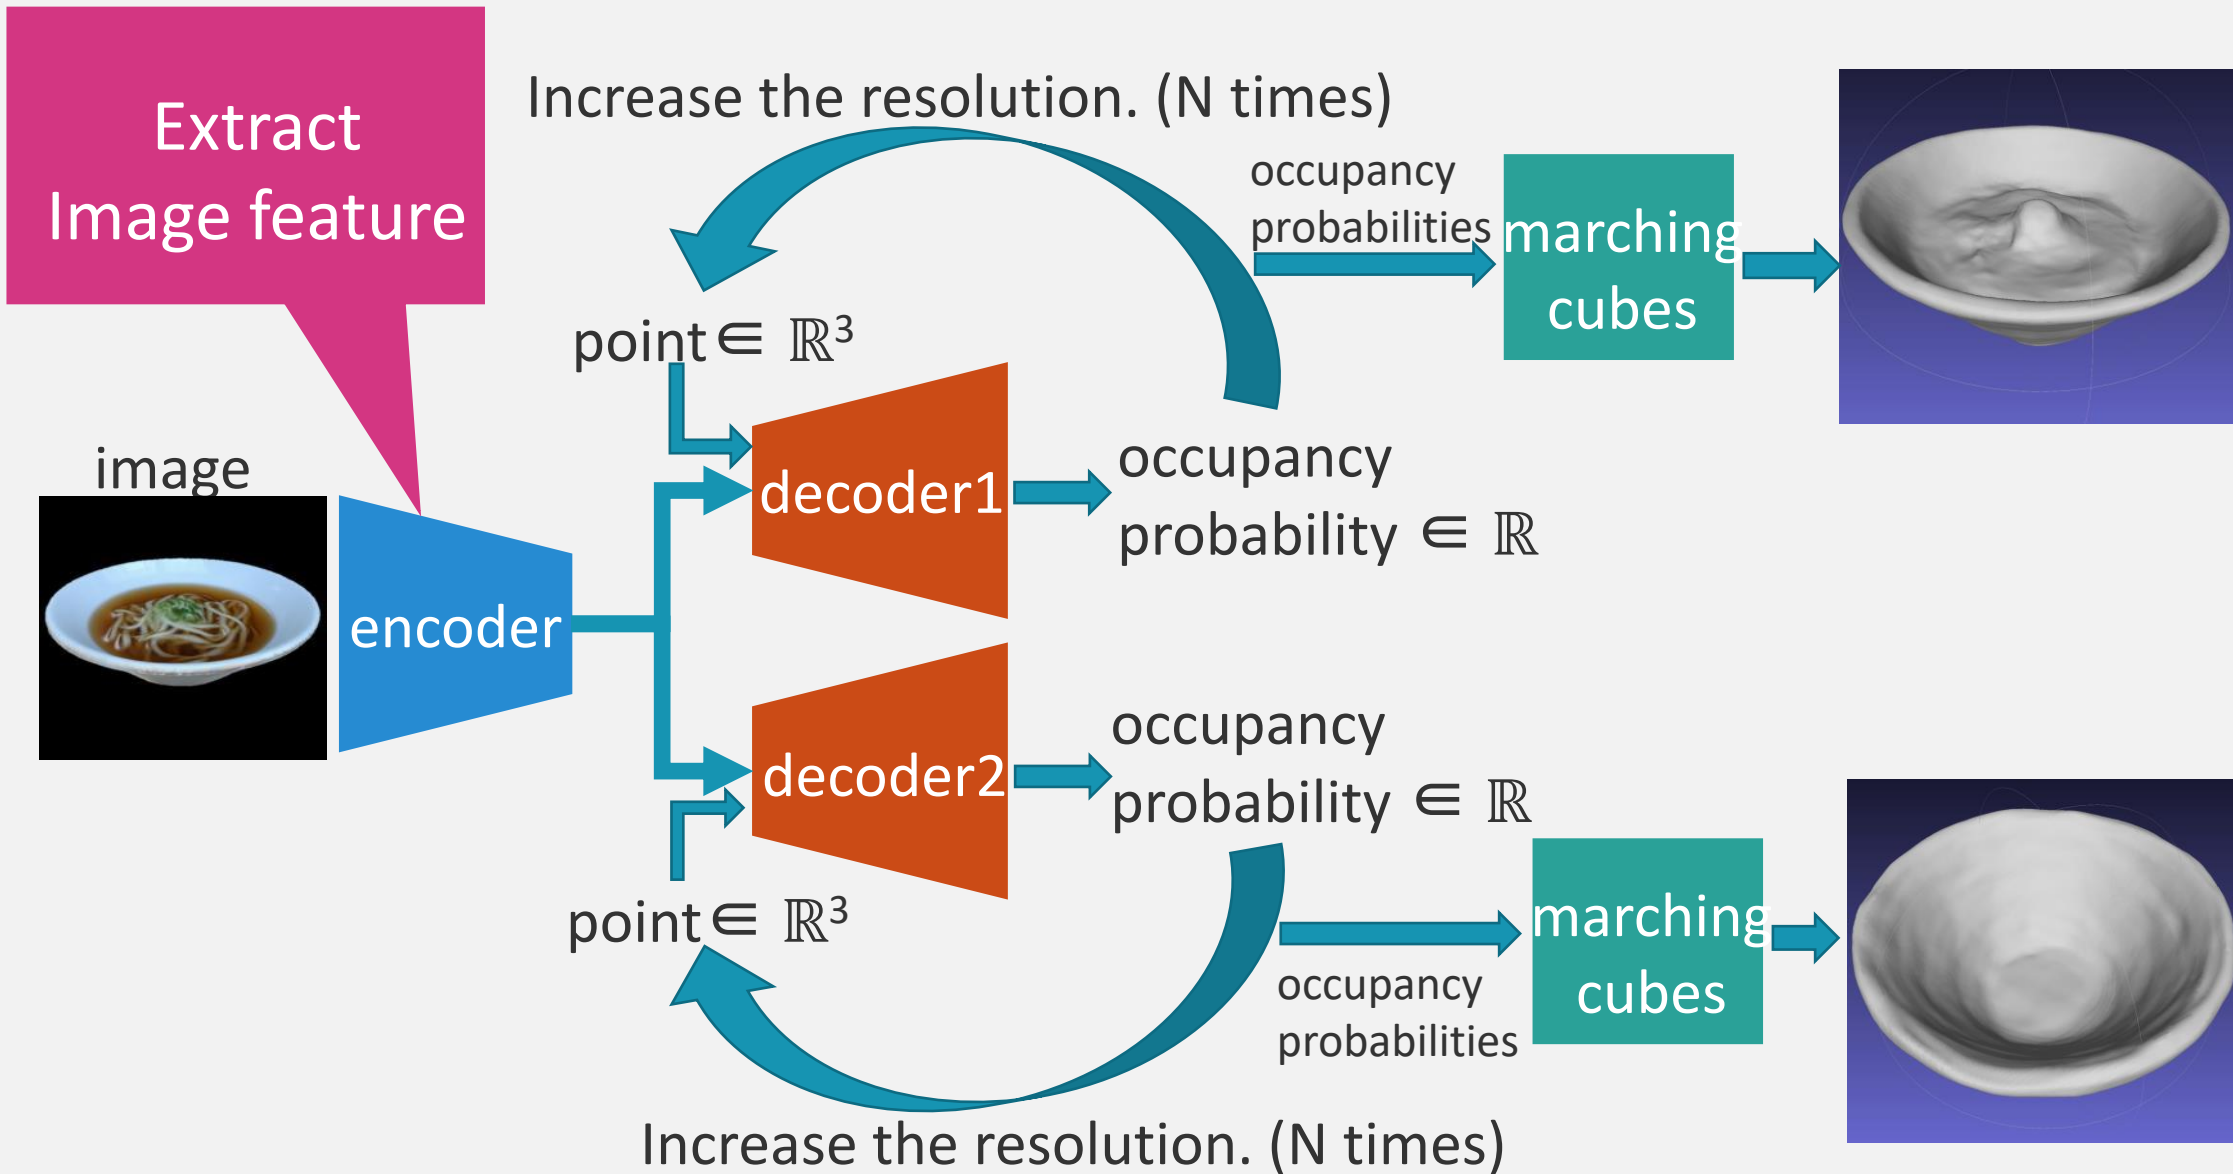 Extract
Image feature
Increase the resolution. (N times)
occupancy
probabilities
marching
cubes
point ∈ ℝ³
image
encoder
decoder1
occupancy
probability ∈ ℝ
decoder2
occupancy
probability ∈ ℝ
point ∈ ℝ³
occupancy
probabilities
marching
cubes
Increase the resolution. (N times)